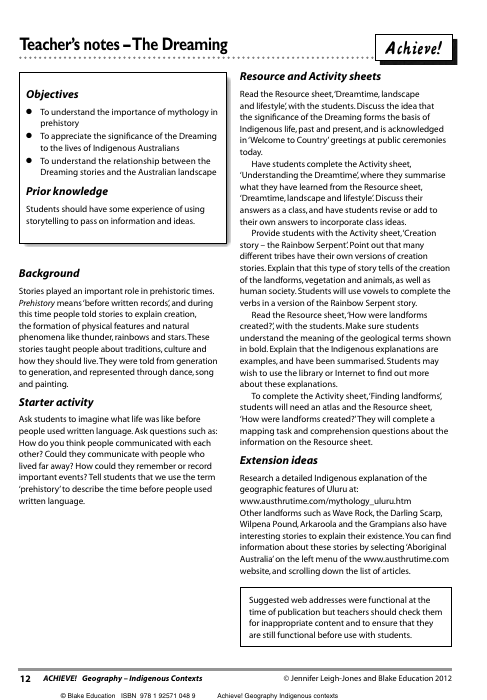 Teacher's notes – The Dreaming
Achieve!
Objectives
● To understand the importance of mythology in
prehistory
● To appreciate the significance of the Dreaming
to the lives of Indigenous Australians
● To understand the relationship between the
Dreaming stories and the Australian landscape
Prior knowledge
Students should have some experience of using
storytelling to pass on information and ideas.
Background
Stories played an important role in prehistoric times.
Prehistory means 'before written records', and during
this time people told stories to explain creation,
the formation of physical features and natural
phenomena like thunder, rainbows and stars. These
stories taught people about traditions, culture and
how they should live. They were told from generation
to generation, and represented through dance, song
and painting.
Starter activity
Ask students to imagine what life was like before
people used written language. Ask questions such as:
How do you think people communicated with each
other? Could they communicate with people who
lived far away? How could they remember or record
important events? Tell students that we use the term
'prehistory' to describe the time before people used
written language.
Resource and Activity sheets
Read the Resource sheet, 'Dreamtime, landscape
and lifestyle', with the students. Discuss the idea that
the significance of the Dreaming forms the basis of
Indigenous life, past and present, and is acknowledged
in 'Welcome to Country' greetings at public ceremonies
today.
Have students complete the Activity sheet,
'Understanding the Dreamtime', where they summarise
what they have learned from the Resource sheet,
'Dreamtime, landscape and lifestyle'. Discuss their
answers as a class, and have students revise or add to
their own answers to incorporate class ideas.
Provide students with the Activity sheet, 'Creation
story – the Rainbow Serpent'. Point out that many
different tribes have their own versions of creation
stories. Explain that this type of story tells of the creation
of the landforms, vegetation and animals, as well as
human society. Students will use vowels to complete the
verbs in a version of the Rainbow Serpent story.
Read the Resource sheet, 'How were landforms
created?', with the students. Make sure students
understand the meaning of the geological terms shown
in bold. Explain that the Indigenous explanations are
examples, and have been summarised. Students may
wish to use the library or Internet to find out more
about these explanations.
To complete the Activity sheet, 'Finding landforms',
students will need an atlas and the Resource sheet,
'How were landforms created?' They will complete a
mapping task and comprehension questions about the
information on the Resource sheet.
Extension ideas
Research a detailed Indigenous explanation of the
geographic features of Uluru at:
www.austhrutime.com/mythology_uluru.htm
Other landforms such as Wave Rock, the Darling Scarp,
Wilpena Pound, Arkaroola and the Grampians also have
interesting stories to explain their existence. You can find
information about these stories by selecting 'Aboriginal
Australia' on the left menu of the www.austhrutime.com
website, and scrolling down the list of articles.
Suggested web addresses were functional at the
time of publication but teachers should check them
for inappropriate content and to ensure that they
are still functional before use with students.
12 ACHIEVE! Geography – Indigenous Contexts
© Jennifer Leigh-Jones and Blake Education 2012
© Blake Education ISBN 978 1 92571 048 9 Achieve! Geography Indigenous contexts